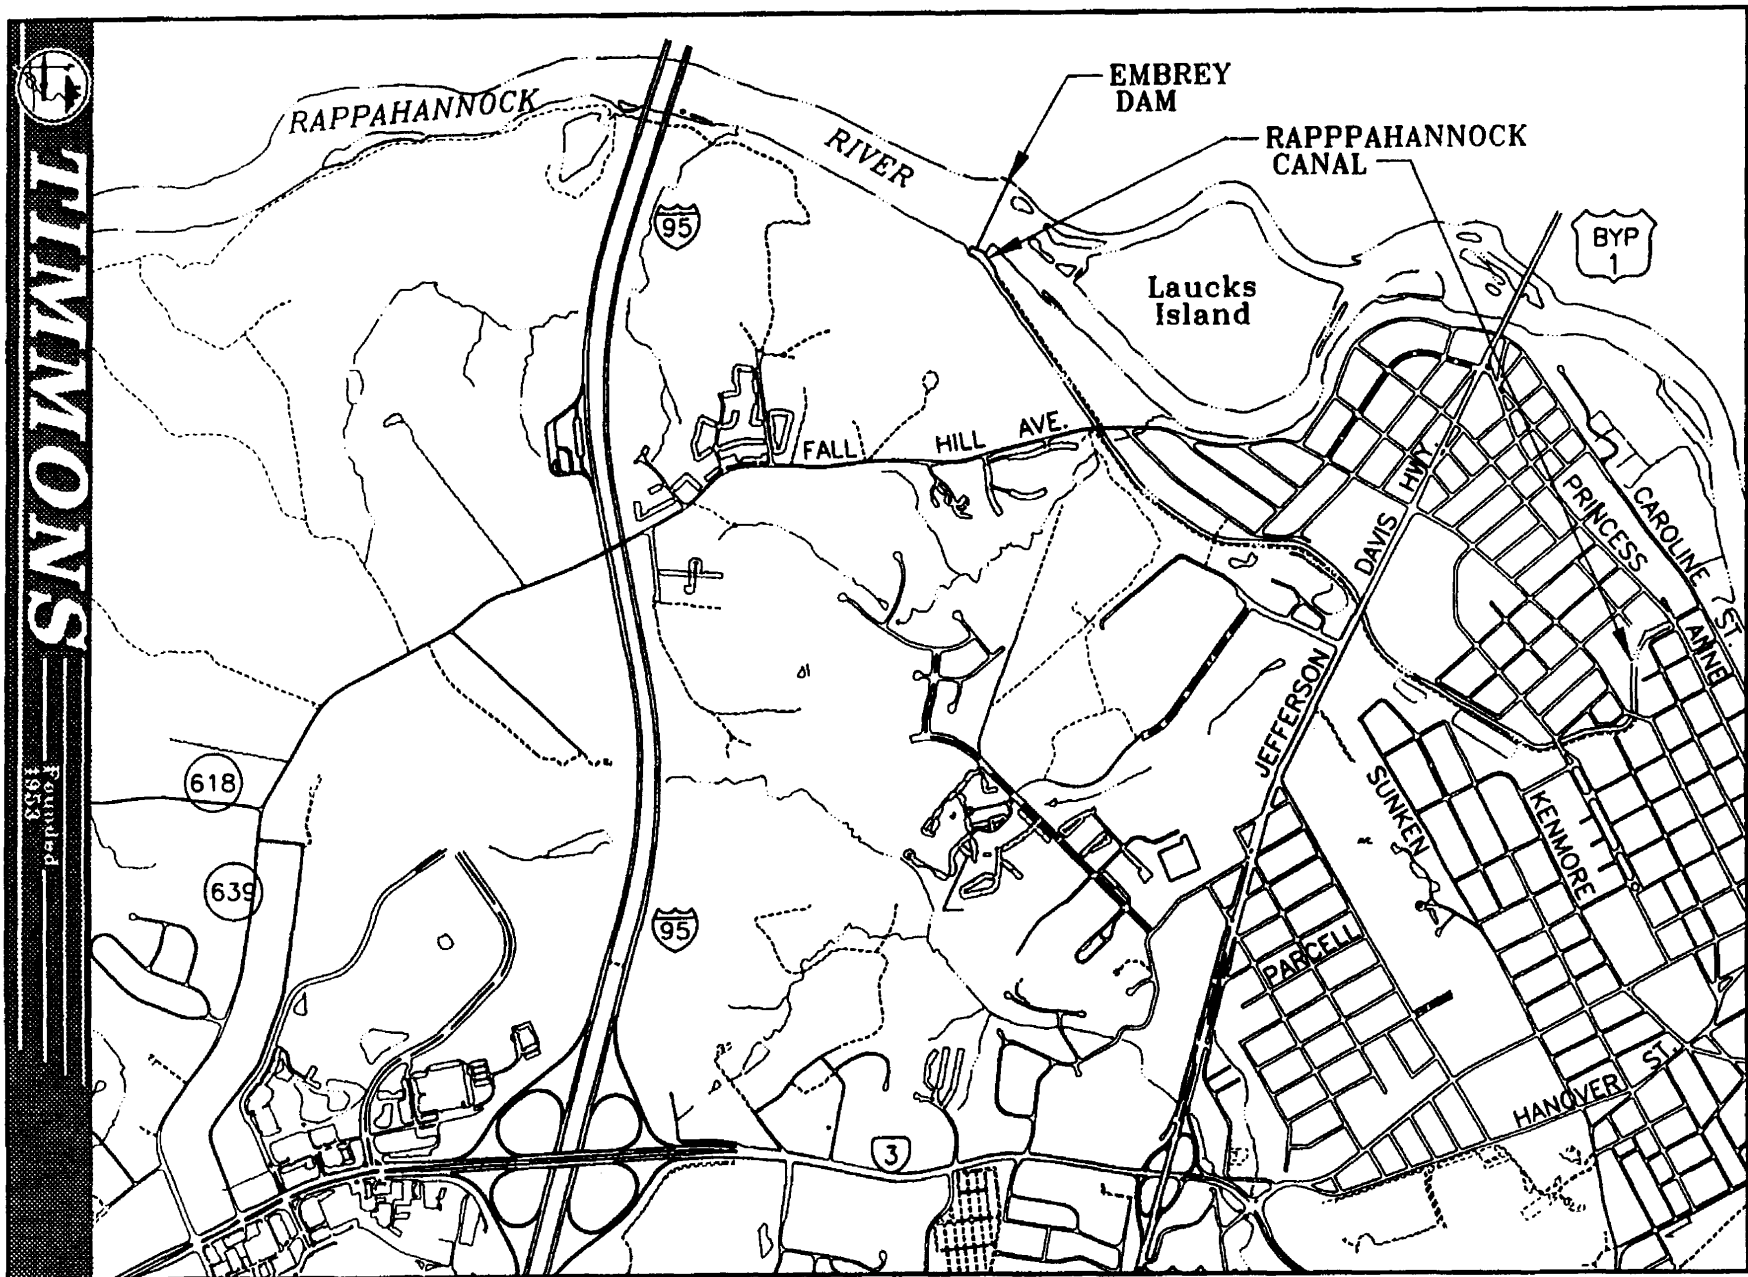 TIMMONS
Founded
1953
EMBREY
DAM
RAPPPAHANNOCK
CANAL
RAPPAHANNOCK
RIVER
95
BYP
1
Laucks
Island
FALL HILL AVE.
JEFFERSON DAVIS HWY.
PRINCESS ANNE
CAROLINE ST.
618
639
95
SUNKEN
KENMORE
PARCELL
HANOVER ST.
3